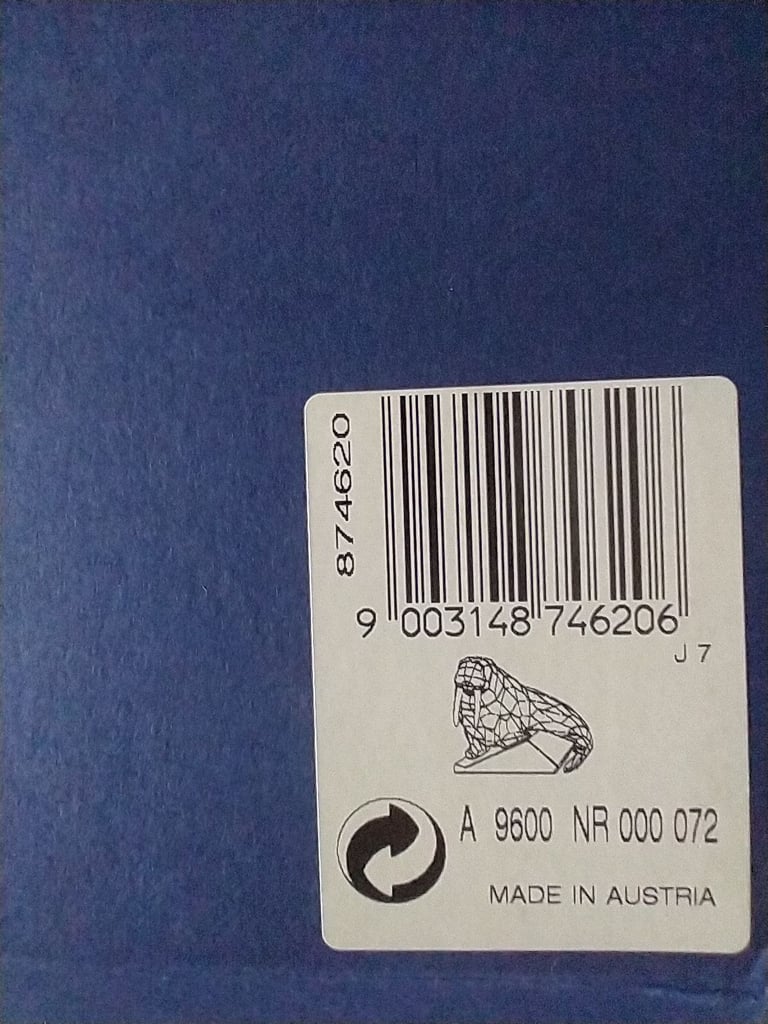 874620
9 003148 746206
J 7
A 9600 NR 000 072
MADE IN AUSTRIA